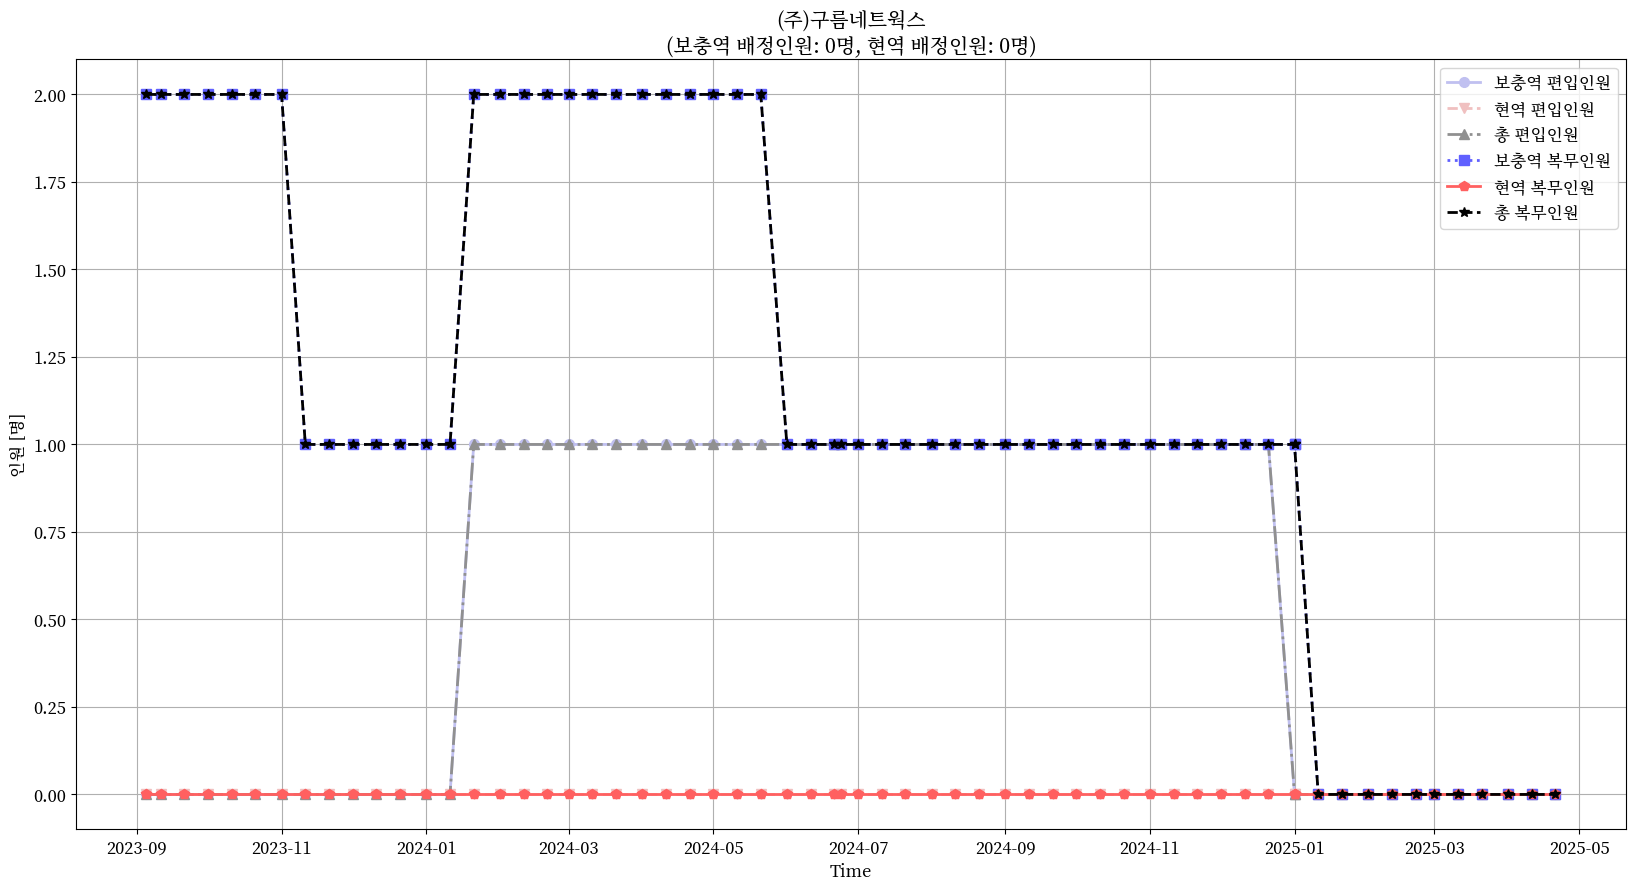 (주)구름네트웍스
(보충역 배정인원: 0명, 현역 배정인원: 0명)
보충역 편입인원
현역 편입인원
총 편입인원
보충역 복무인원
현역 복무인원
총 복무인원
인원 [명]
2.00
1.75
1.50
1.25
1.00
0.75
0.50
0.25
0.00
2023-09 2023-11 2024-01 2024-03 2024-05 2024-07 2024-09 2024-11 2025-01 2025-03 2025-05
Time